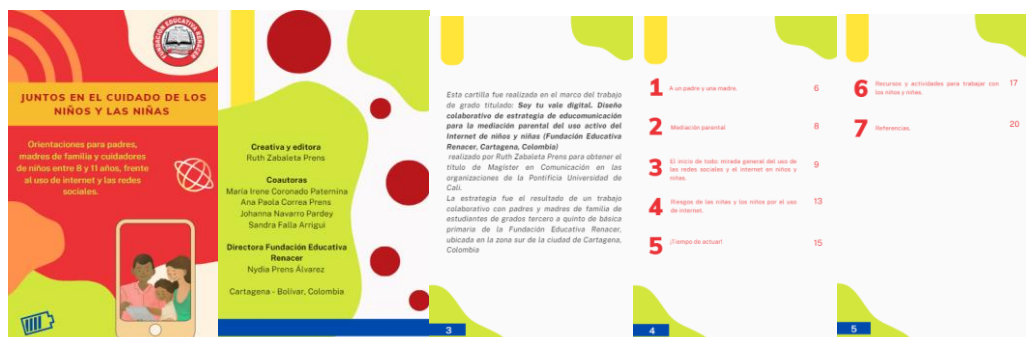 FUNDACIÓN EDUCATIVA RENACER
JUNTOS EN EL CUIDADO DE LOS
NIÑOS Y LAS NIÑAS
Orientaciones para padres,
madres de familia y cuidadores
de niños entre 8 y 11 años, frente
al uso de internet y las redes
sociales.
Creativa y editora
Ruth Zabaleta Prens
Coautoras
María Irene Coronado Paternina
Ana Paola Correa Prens
Johanna Navarro Pardey
Sandra Falla Arrigui
Directora Fundación Educativa
Renacer
Nydia Prens Álvarez
Cartagena - Bolívar, Colombia
Esta cartilla fue realizada en el marco del trabajo
de grado titulado: Soy tu vale digital. Diseño
colaborativo de estrategia de educomunicación
para la mediación parental del uso activo del
Internet de niños y niñas (Fundación Educativa
Renacer, Cartagena, Colombia)
realizado por Ruth Zabaleta Prens para obtener el
título de Magíster en Comunicación en las
organizaciones de la Pontificia Universidad de
Cali.
La estrategia fue el resultado de un trabajo
colaborativo con padres y madres de familia de
estudiantes de grados tercero a quinto de básica
primaria de la Fundación Educativa Renacer,
ubicada en la zona sur de la ciudad de Cartagena,
Colombia
3
1 A un padre y una madre. 6
2 Mediación parental 8
3 El inicio de todo: mirada general del uso de
las redes sociales y el internet en niños y
niñas. 9
4 Riesgos de las niñas y los niños por el uso
de internet. 13
5 ¡Tiempo de actuar! 15
4
6 Recursos y actividades para trabajar con
los niños y niñas. 17
7 Referencias. 20
5